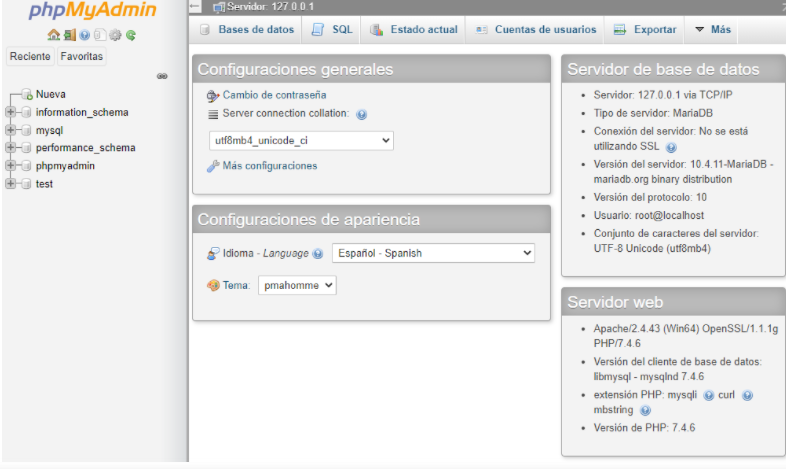 phpMyAdmin
Reciente Favoritas
Nueva
information_schema
mysql
performance_schema
phpmyadmin
test
Servidor: 127.0.0.1
Bases de datos SQL Estado actual Cuentas de usuarios Exportar Más
Configuraciones generales
Cambio de contraseña
Server connection collation:
utf8mb4_unicode_ci
Más configuraciones
Configuraciones de apariencia
Idioma - Language Español - Spanish
Tema: pmahomme
Servidor de base de datos
• Servidor: 127.0.0.1 via TCP/IP
• Tipo de servidor: MariaDB
• Conexión del servidor: No se está
utilizando SSL
• Versión del servidor: 10.4.11-MariaDB -
mariadb.org binary distribution
• Versión del protocolo: 10
• Usuario: root@localhost
• Conjunto de caracteres del servidor:
UTF-8 Unicode (utf8mb4)
Servidor web
• Apache/2.4.43 (Win64) OpenSSL/1.1.1g
PHP/7.4.6
• Versión del cliente de base de datos:
libmysql - mysqlnd 7.4.6
• extensión PHP: mysqli curl
mbstring
• Versión de PHP: 7.4.6